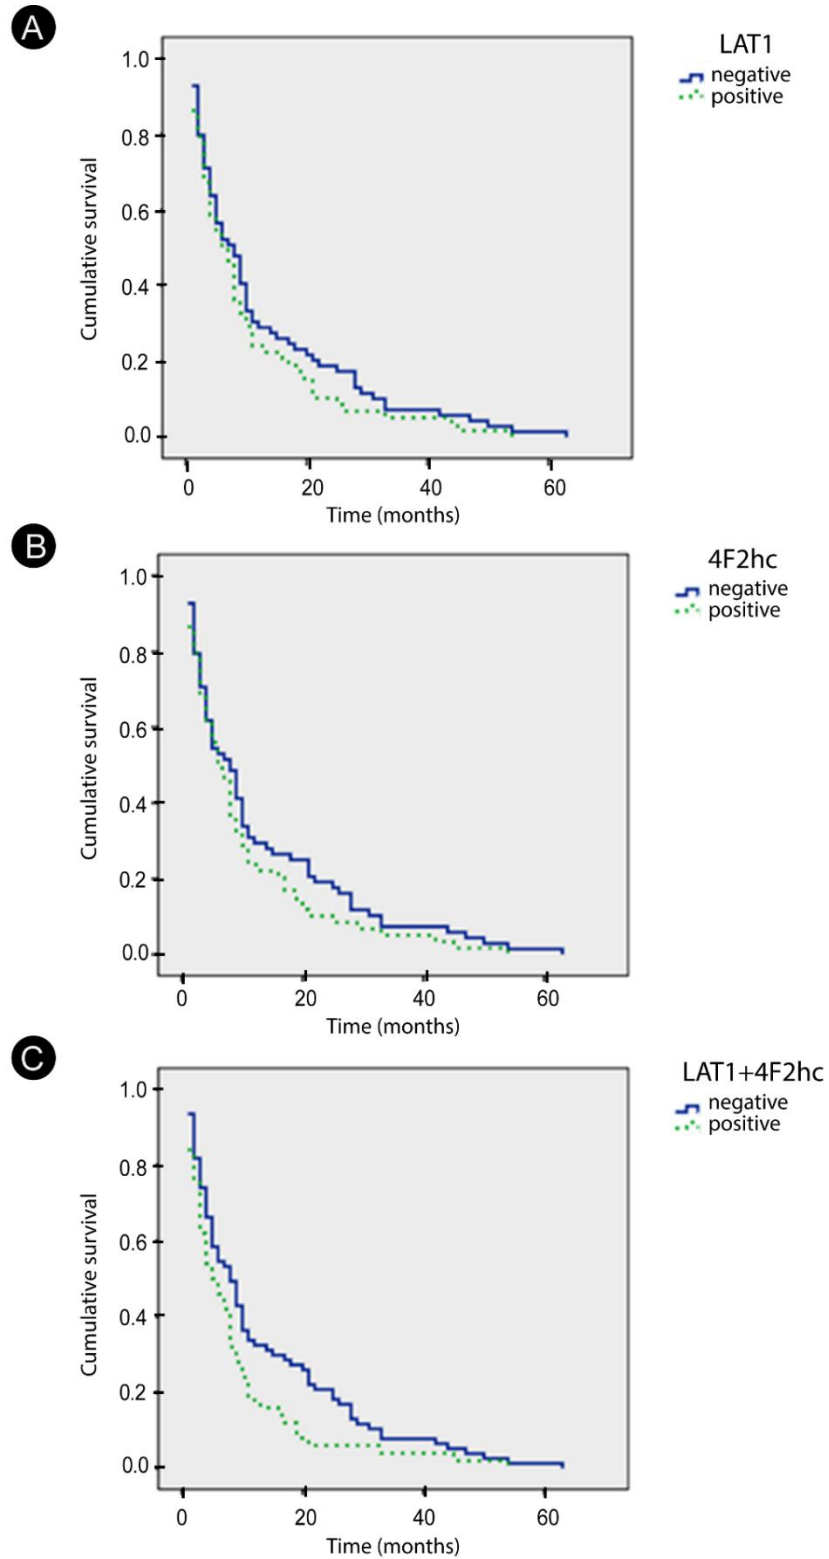 A
LAT1
negative
positive
1.0
0.8
0.6
0.4
0.2
0.0
Cumulative survival
0 20 40 60
Time (months)
B
4F2hc
negative
positive
1.0
0.8
0.6
0.4
0.2
0.0
Cumulative survival
0 20 40 60
Time (months)
C
LAT1+4F2hc
negative
positive
1.0
0.8
0.6
0.4
0.2
0.0
Cumulative survival
0 20 40 60
Time (months)